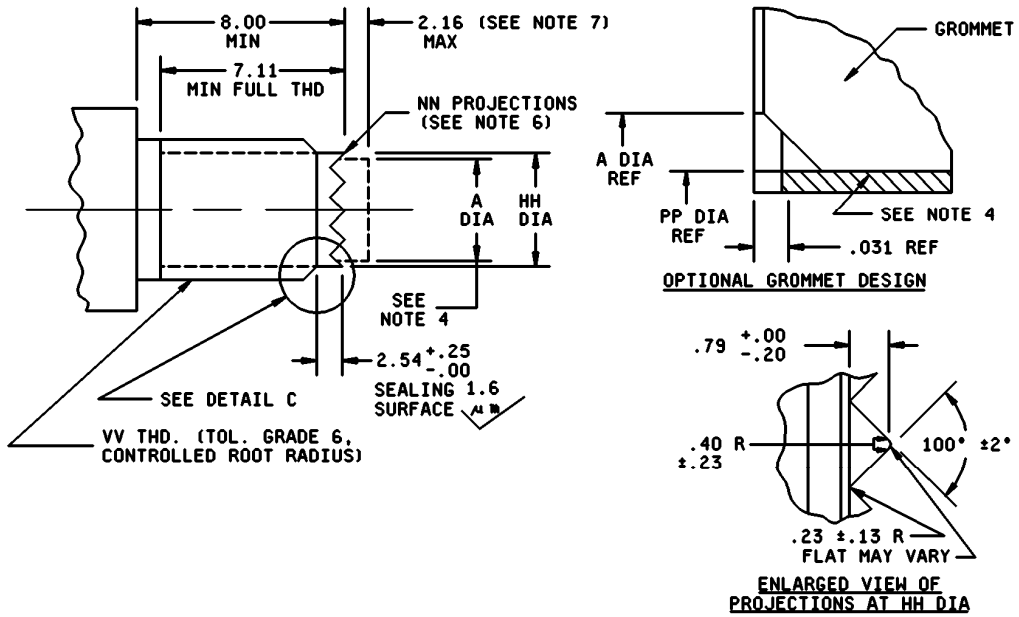 8.00
MIN
2.16 (SEE NOTE 7)
MAX
7.11
MIN FULL THD
NN PROJECTIONS
(SEE NOTE 6)
A
DIA
HH
DIA
SEE
NOTE 4
2.54 +.25
-.00
SEALING 1.6
SURFACE μm
SEE DETAIL C
VV THD. (TOL. GRADE 6,
CONTROLLED ROOT RADIUS)
GROMMET
A DIA
REF
PP DIA
REF
SEE NOTE 4
.031 REF
OPTIONAL GROMMET DESIGN
.79 +.00
-.20
.40 R
±.23
100° ±2°
.23 ±.13 R
FLAT MAY VARY
ENLARGED VIEW OF
PROJECTIONS AT HH DIA